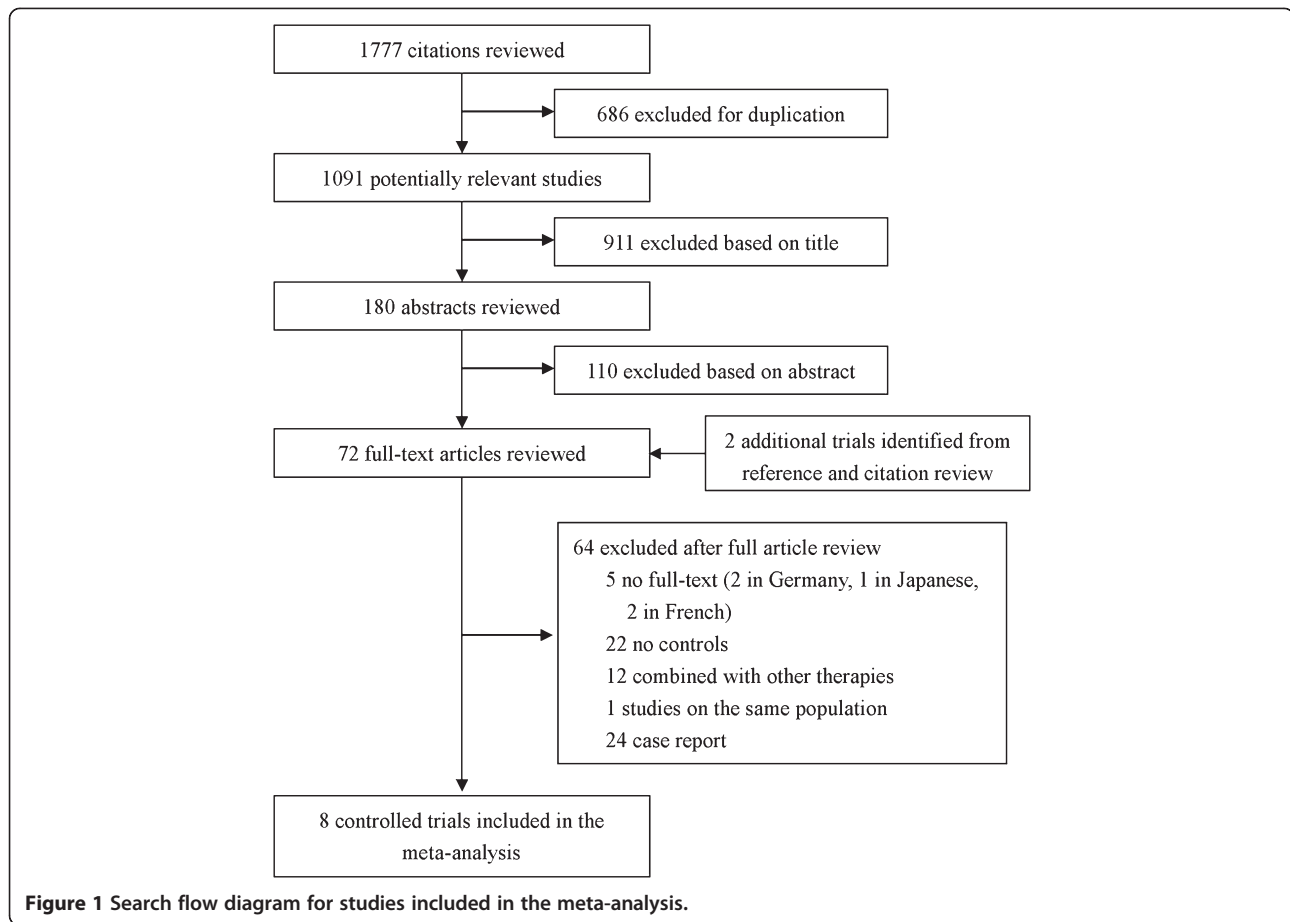 1777 citations reviewed
686 excluded for duplication
1091 potentially relevant studies
911 excluded based on title
180 abstracts reviewed
110 excluded based on abstract
72 full-text articles reviewed
2 additional trials identified from
reference and citation review
64 excluded after full article review
5 no full-text (2 in Germany, 1 in Japanese,
2 in French)
22 no controls
12 combined with other therapies
1 studies on the same population
24 case report
8 controlled trials included in the
meta-analysis
Figure 1 Search flow diagram for studies included in the meta-analysis.